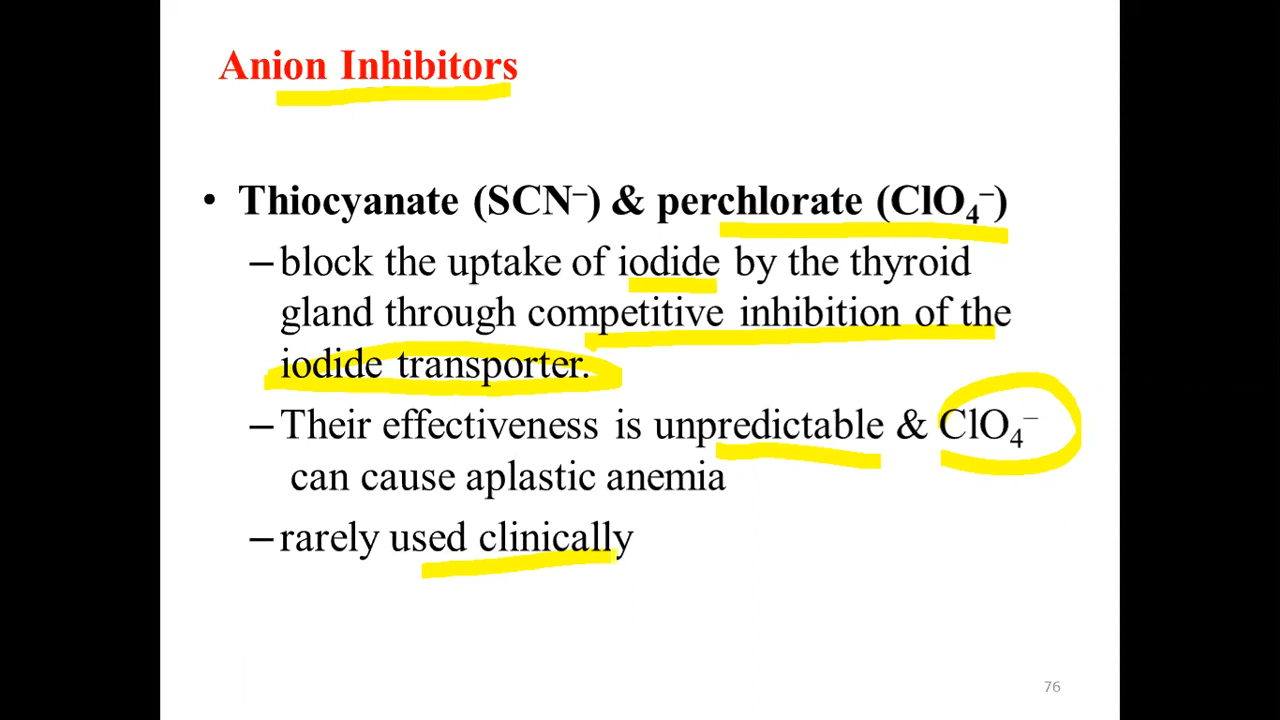 Anion Inhibitors
• Thiocyanate (SCN⁻) & perchlorate (ClO₄⁻)
–block the uptake of iodide by the thyroid
gland through competitive inhibition of the
iodide transporter.
–Their effectiveness is unpredictable & ClO₄⁻
can cause aplastic anemia
–rarely used clinically
76